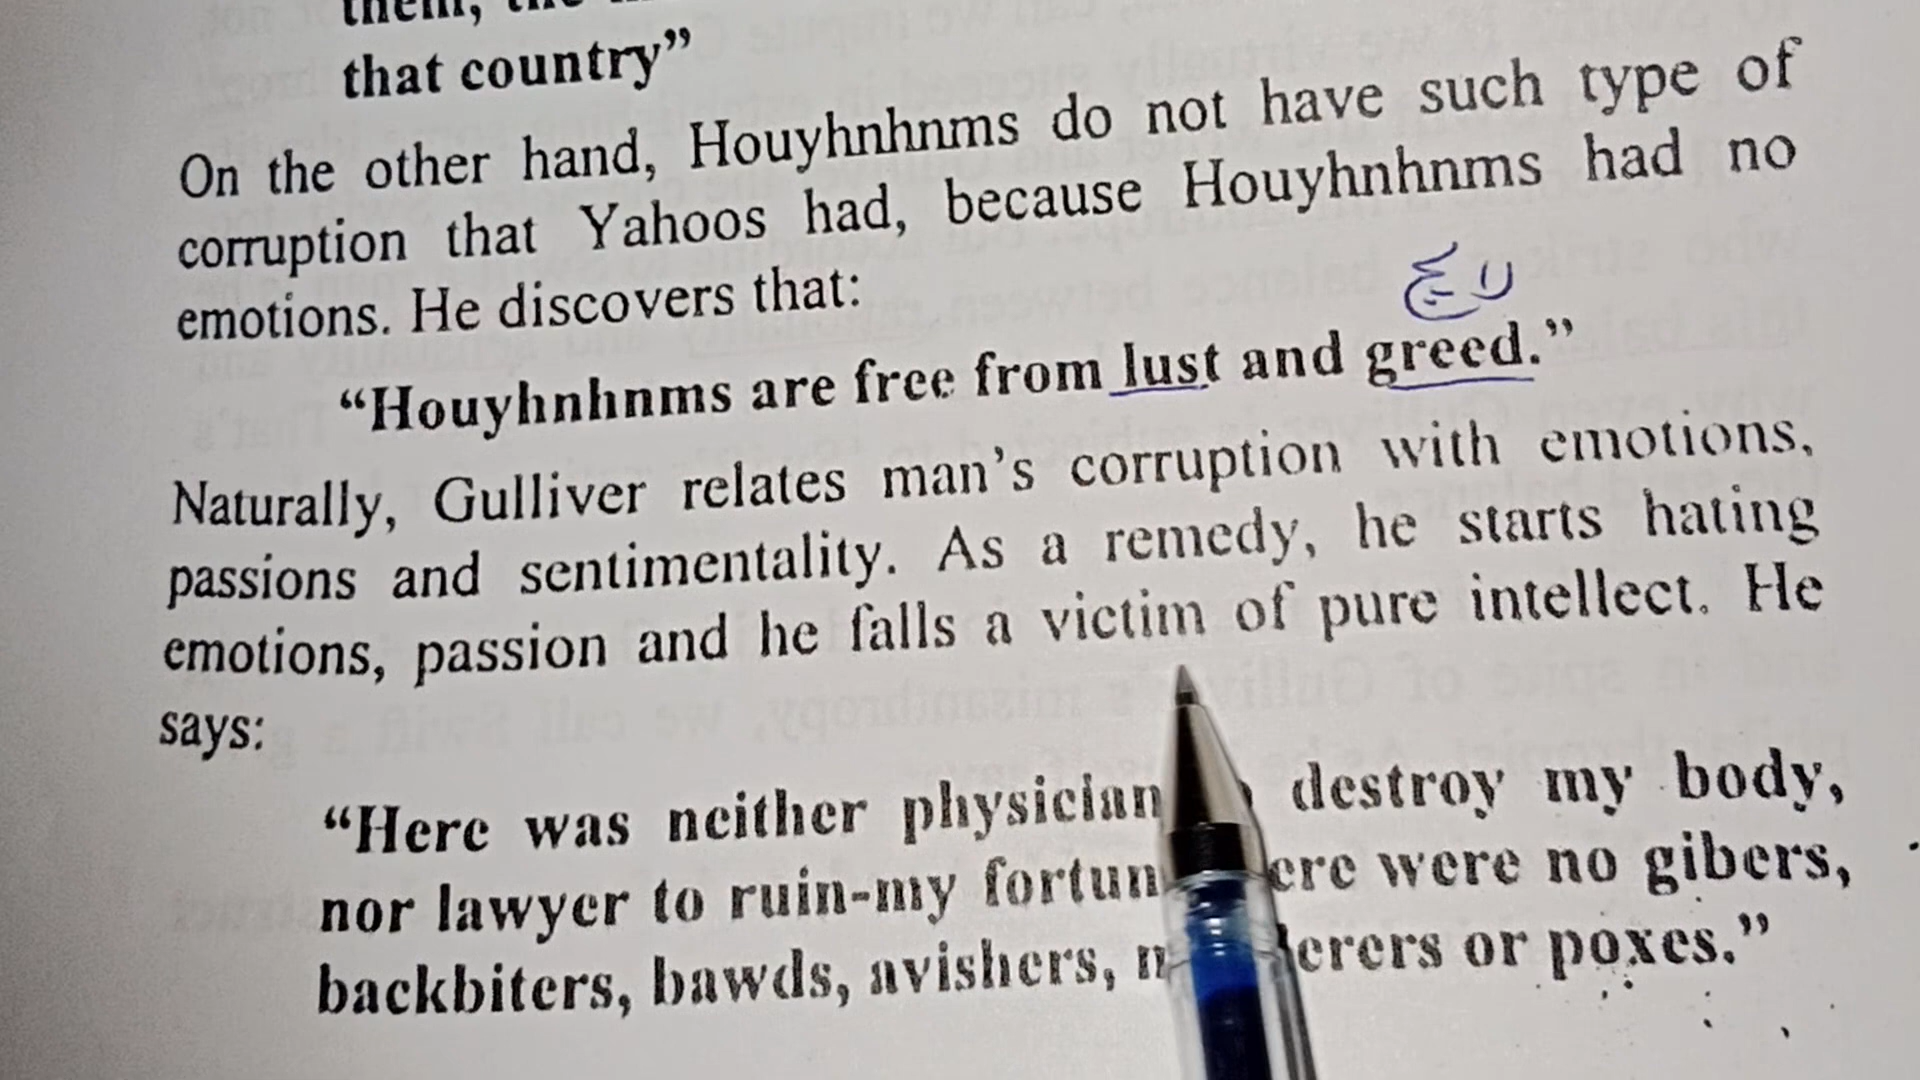 that country”
On the other hand, Houyhnhnms do not have such type of
corruption that Yahoos had, because Houyhnhnms had no
emotions. He discovers that:
لالچ
“Houyhnhnms are free from lust and greed.”
Naturally, Gulliver relates man’s corruption with emotions,
passions and sentimentality. As a remedy, he starts hating
emotions, passion and he falls a victim of pure intellect. He
says:
“Here was neither physician destroy my body,
nor lawyer to ruin-my were no gibers,
backbiters, bawds, avishers, or poxes.”